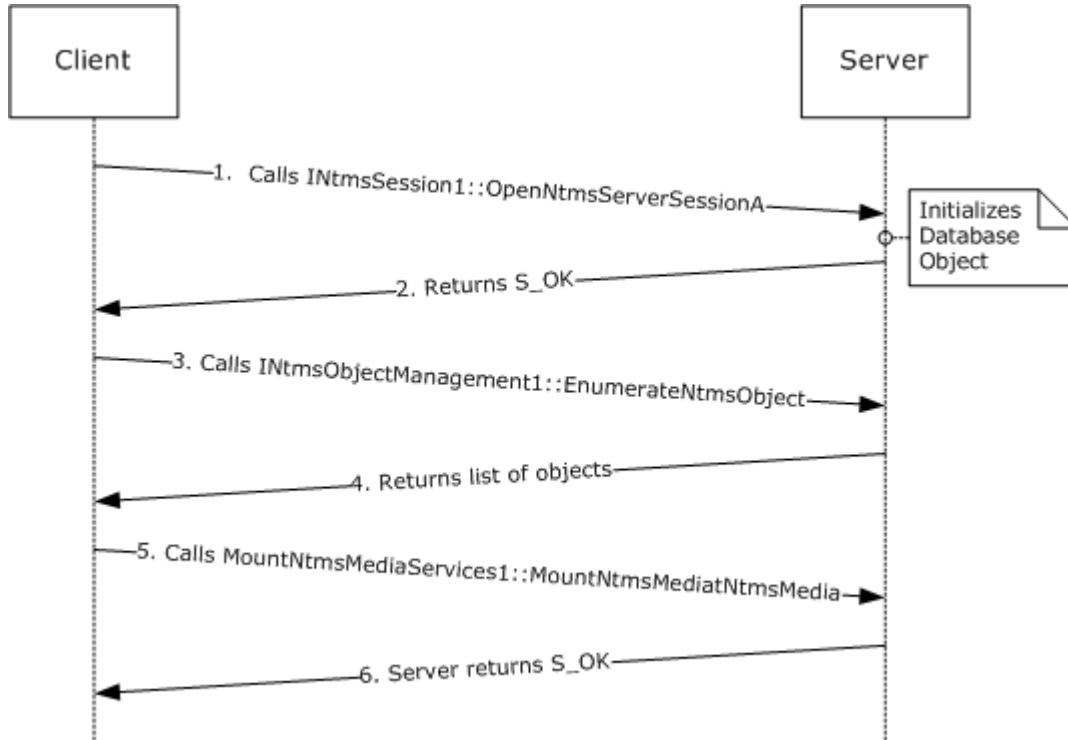 Client
Server
1. Calls INtmsSession1::OpenNtmsServerSessionA
Initializes
Database
Object
2. Returns S_OK
3. Calls INtmsObjectManagement1::EnumerateNtmsObject
4. Returns list of objects
5. Calls MountNtmsMediaServices1::MountNtmsMediatNtmsMedia
6. Server returns S_OK